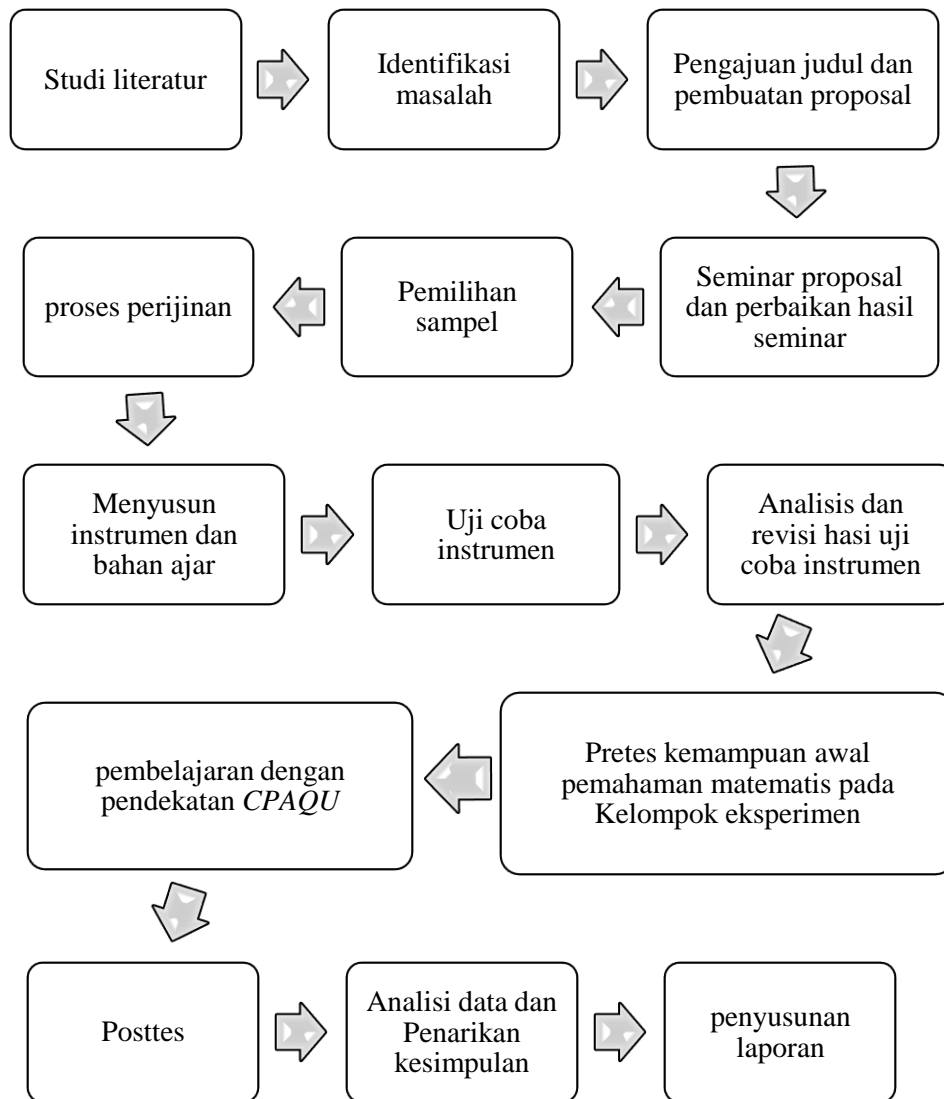 Studi literatur
Identifikasi
masalah
Pengajuan judul dan
pembuatan proposal
Seminar proposal
dan perbaikan hasil
seminar
Pemilihan
sampel
proses perijinan
Menyusun
instrumen dan
bahan ajar
Uji coba
instrumen
Analisis dan
revisi hasi uji
coba instrumen
Pretes kemampuan awal
pemahaman matematis pada
Kelompok eksperimen
pembelajaran dengan
pendekatan CPAQU
Posttes
Analisi data dan
Penarikan
kesimpulan
penyusunan
laporan